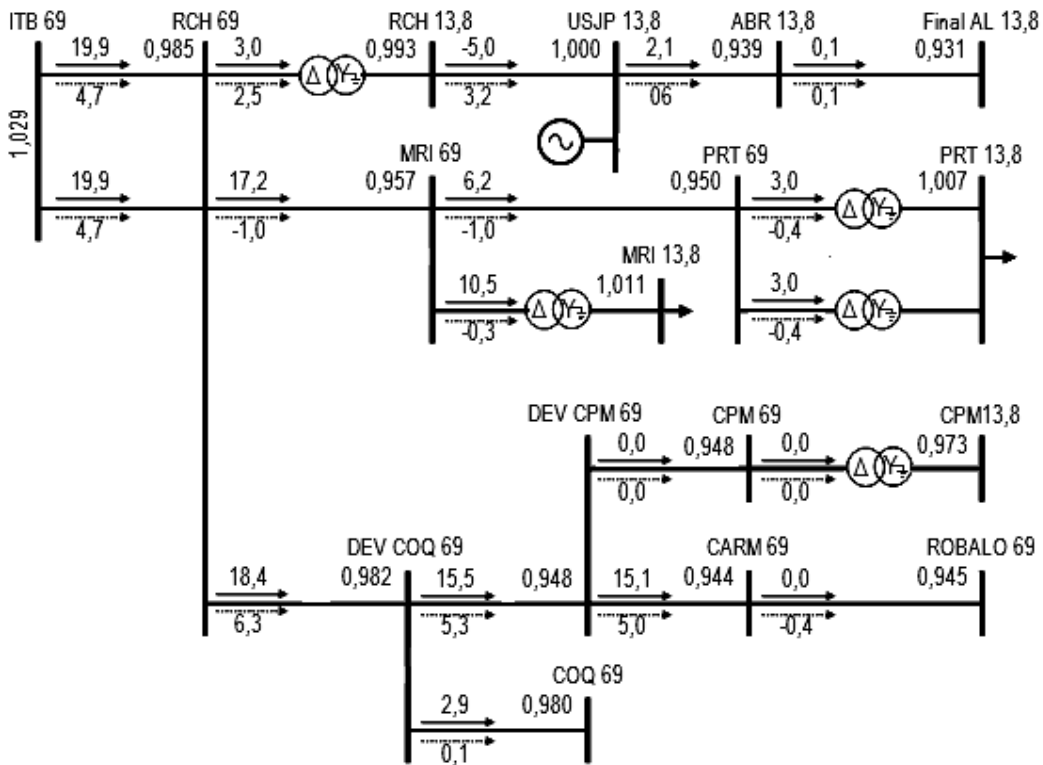 ITB 69
RCH 69
RCH 13,8
USJP 13,8
ABR 13,8
Final AL 13,8
19,9
0,985
3,0
0,993
-5,0
1,000
2,1
0,939
0,1
0,931
Δ
Y
4,7
2,5
3,2
06
0,1
1,029
MRI 69
PRT 69
PRT 13,8
19,9
17,2
0,957
6,2
0,950
3,0
1,007
Δ
Y
4,7
-1,0
-1,0
-0,4
MRI 13,8
10,5
1,011
3,0
Δ
Y
Δ
Y
-0,3
-0,4
DEV CPM 69
CPM 69
CPM13,8
0,0
0,948
0,0
0,973
Δ
Y
0,0
0,0
DEV COQ 69
CARM 69
ROBALO 69
18,4
0,982
15,5
0,948
15,1
0,944
0,0
0,945
6,3
5,3
5,0
-0,4
COQ 69
2,9
0,980
0,1